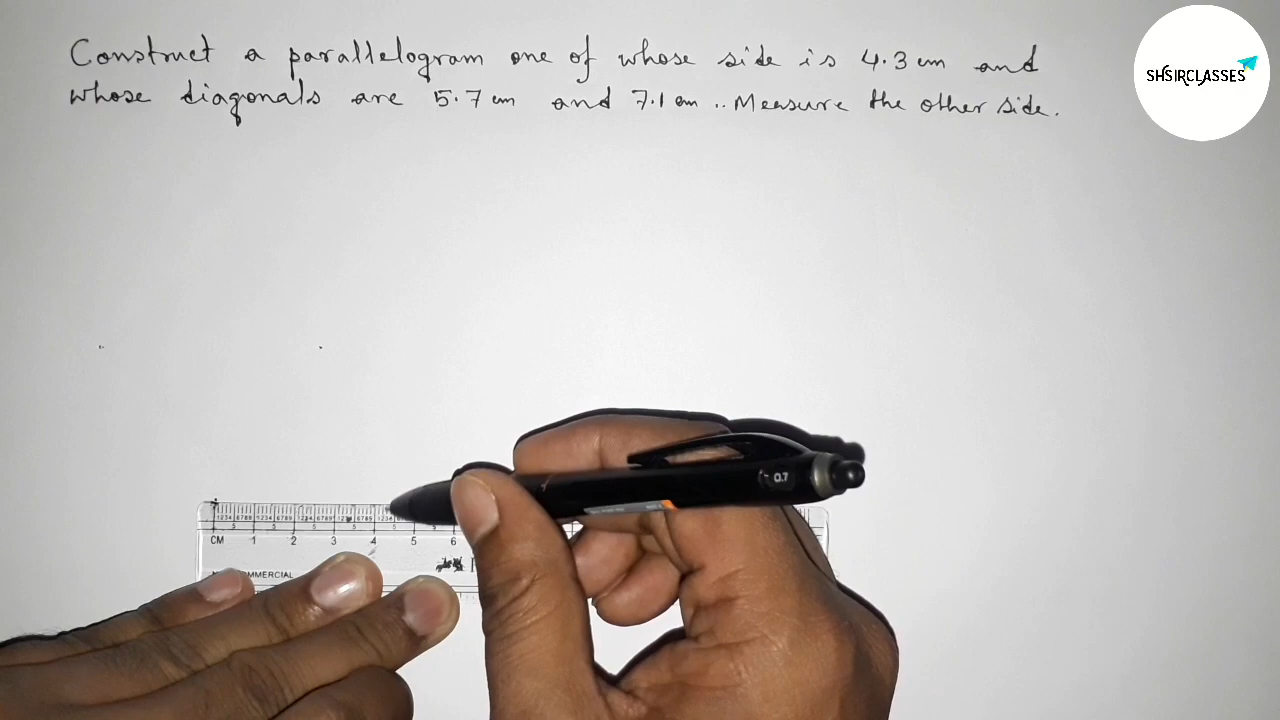 Construct a parallelogram one of whose side is 4.3 cm and
whose diagonals are 5.7 cm and 7.1 cm .. Measure the other side.
SHSIRCLASSES
0.7
CM 1 2 3 4 5 6